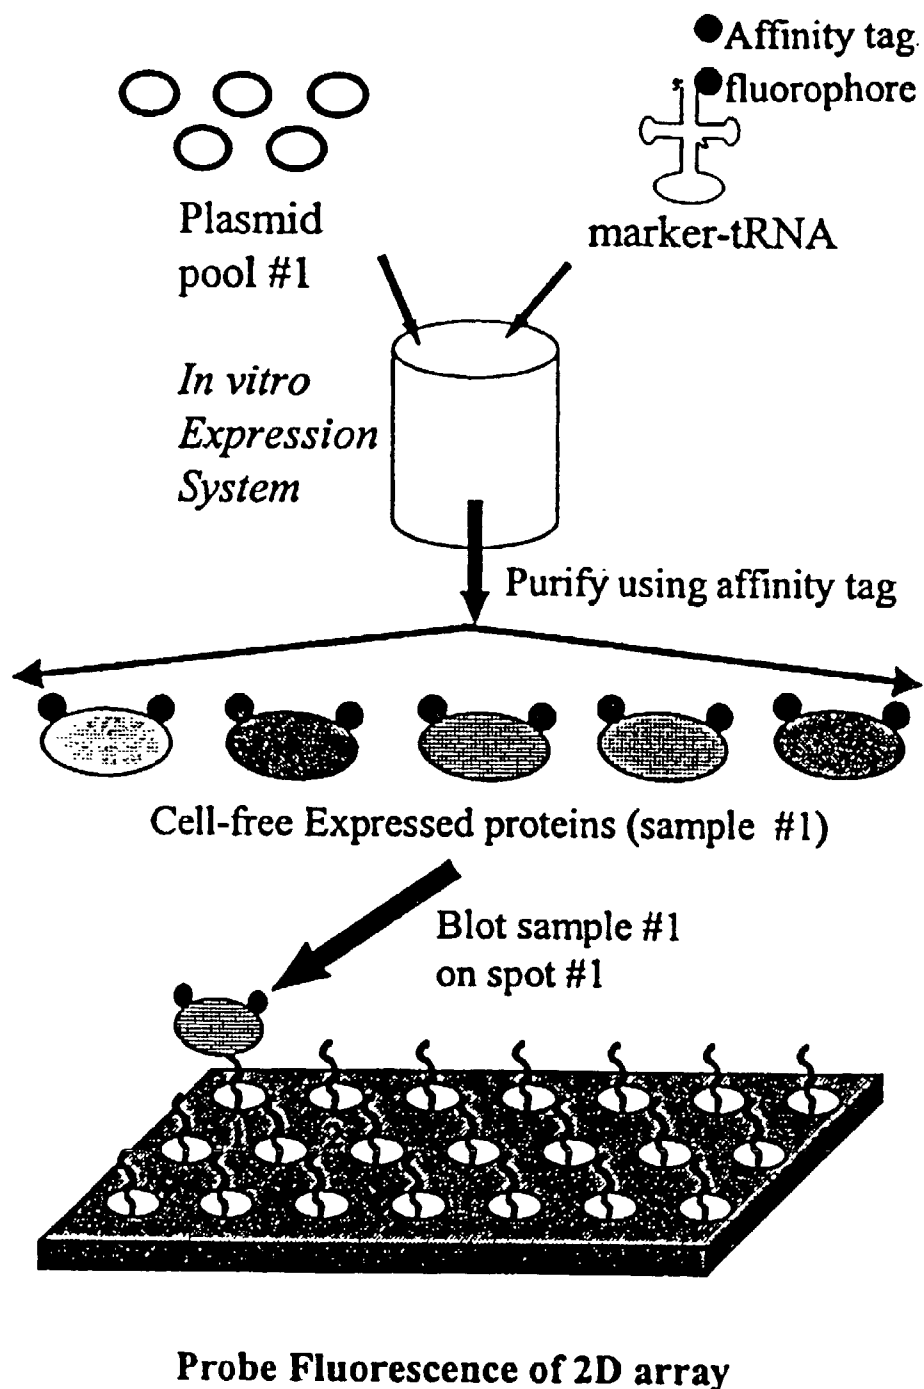 Affinity tag
fluorophore
Plasmid
pool #1
marker-tRNA
In vitro
Expression
System
Purify using affinity tag
Cell-free Expressed proteins (sample #1)
Blot sample #1
on spot #1
Probe Fluorescence of 2D array